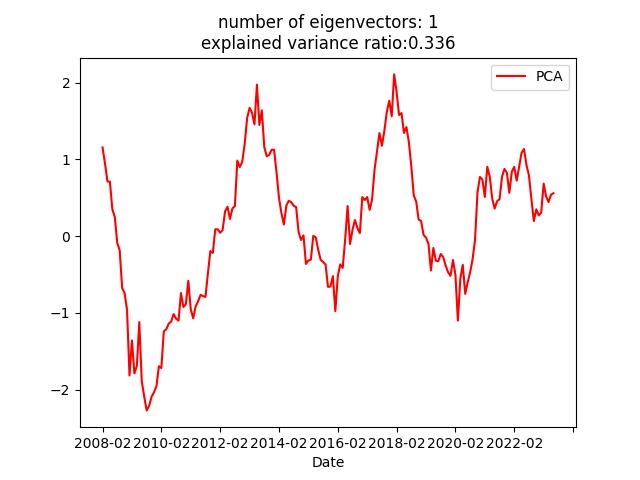 number of eigenvectors: 1
explained variance ratio:0.336
PCA
2
1
0
−1
−2
2008-02 2010-02 2012-02 2014-02 2016-02 2018-02 2020-02 2022-02
Date